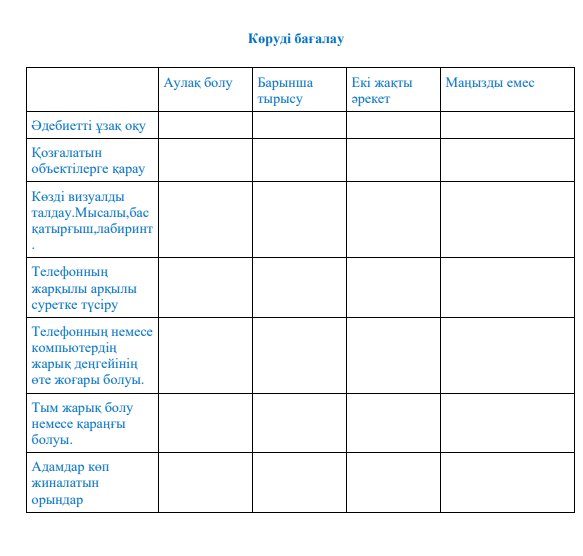 Көруді бағалау
Аулақ болу
Барынша
тырысу
Екі жақты
әрекет
Маңызды емес
Әдебиетті ұзақ оқу
Қозғалатын
объектілерге қарау
Көзді визуалды
талдау.Мысалы,бас
қатырғыш,лабиринт
.
Телефонның
жарқылы арқылы
суретке түсіру
Телефонның немесе
компьютердің
жарық деңгейінің
өте жоғары болуы.
Тым жарық болу
немесе қараңғы
болуы.
Адамдар көп
жиналатын
орындар